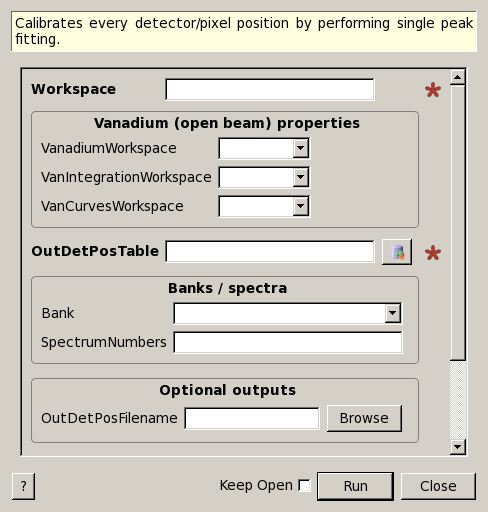 Calibrates every detector/pixel position by performing single peak
fitting.
Workspace
Vanadium (open beam) properties
VanadiumWorkspace
VanIntegrationWorkspace
VanCurvesWorkspace
OutDetPosTable
Banks / spectra
Bank
SpectrumNumbers
Optional outputs
OutDetPosFilename Browse
? Keep Open Run Close